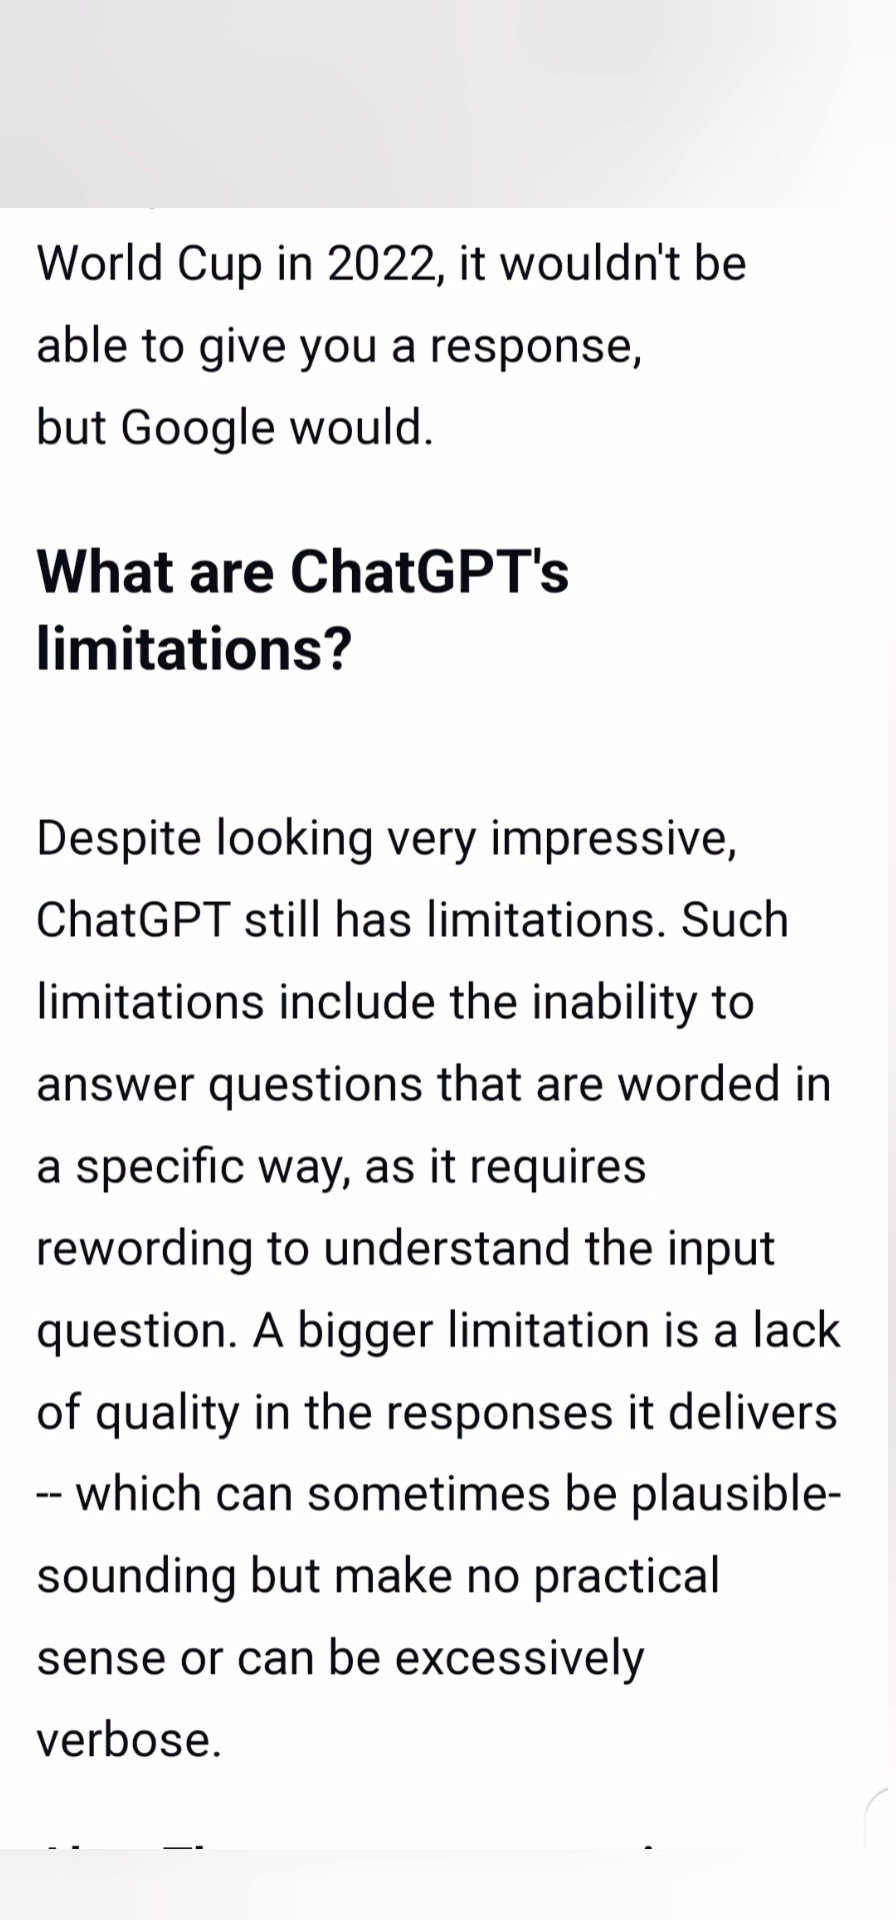 World Cup in 2022, it wouldn't be
able to give you a response,
but Google would.
What are ChatGPT's
limitations?
Despite looking very impressive,
ChatGPT still has limitations. Such
limitations include the inability to
answer questions that are worded in
a specific way, as it requires
rewording to understand the input
question. A bigger limitation is a lack
of quality in the responses it delivers
-- which can sometimes be plausible-
sounding but make no practical
sense or can be excessively
verbose.